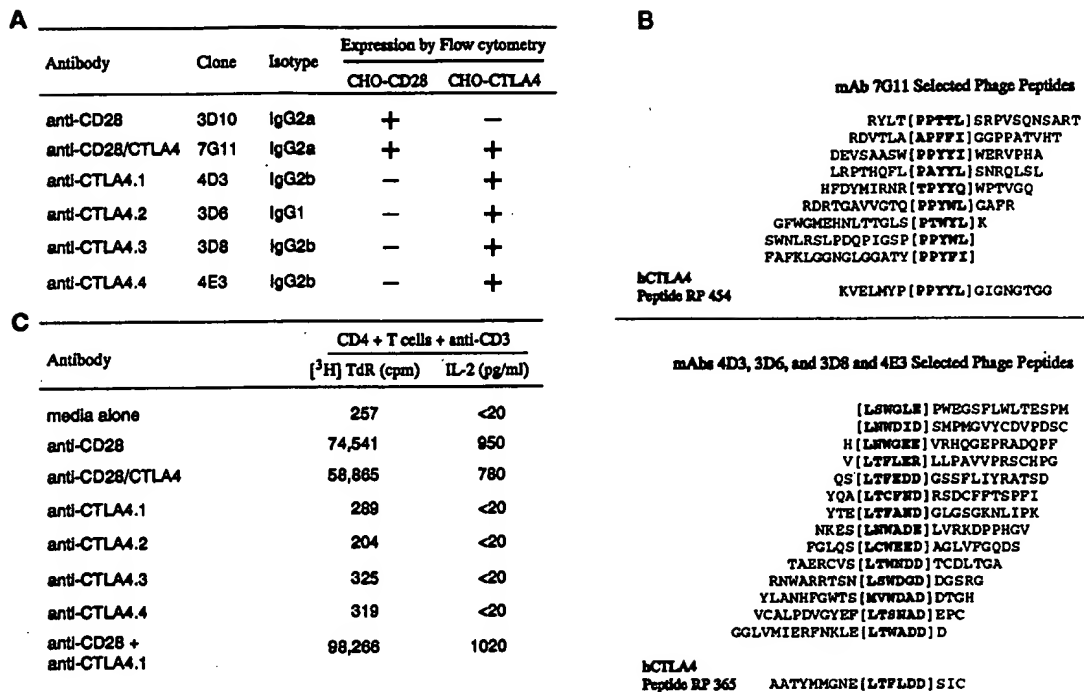 A
Antibody Clone Isotype Expression by Flow cytometry
CHO-CD28 CHO-CTLA4
anti-CD28 3D10 IgG2a + −
anti-CD28/CTLA4 7G11 IgG2a + +
anti-CTLA4.1 4D3 IgG2b − +
anti-CTLA4.2 3D6 IgG1 − +
anti-CTLA4.3 3D8 IgG2b − +
anti-CTLA4.4 4E3 IgG2b − +
B
mAb 7G11 Selected Phage Peptides
RYLT[PPTTL]SRPVSQNSART
RDVTLA[APFFI]GGPPATVHT
DEVSAASW[PPYYI]WERVPHA
LRPTHQFL[PAYYL]SNRQLSL
HFDYMIRNR[TPYYQ]WPTVGQ
RDRTGAVVGTQ[PPYWL]GAFR
GFWGMEHNLTTGLS[PTWYL]K
SWNLRSLPDQPIGSP[PPYWL]
FAFKLGGNGLGGATY[PPYFI]
hCTLA4
Peptide RP 454 KVELMYP[PPYYL]GIGNGTGG
mAbs 4D3, 3D6, and 3D8 and 4E3 Selected Phage Peptides
[LSWGLE]PWEGSFLWLTESPM
[LNWDID]SMPMGVYCDVPDSC
H[LNWGEE]VRHQGEPRADQPF
V[LTFLER]LLPAVVPRSCHPG
QS[LTFEDD]GSSFLIYRATSD
YQA[LTCFND]RSDCFFTSPFI
YTE[LTFAND]GLGSGKNLIPK
NKES[LNWADE]LVRKDPPHGV
FGLQS[LCWEED]AGLVFGQDS
TAERCVS[LTWNDD]TCDLTGA
RNWARRTSN[LSWDGD]DGSRG
YLANHFGWTS[MVWDAD]DTGH
VCALPDVGYEF[LTSNAD]EPC
GGLVMIERFNKLE[LTWADD]D
hCTLA4
Peptide RP 365 AATYMMGNE[LTFLDD]SIC
C
Antibody CD4 + T cells + anti-CD3
[³H] TdR (cpm) IL-2 (pg/ml)
media alone 257 <20
anti-CD28 74,541 950
anti-CD28/CTLA4 58,865 780
anti-CTLA4.1 289 <20
anti-CTLA4.2 204 <20
anti-CTLA4.3 325 <20
anti-CTLA4.4 319 <20
anti-CD28 +
anti-CTLA4.1 98,266 1020